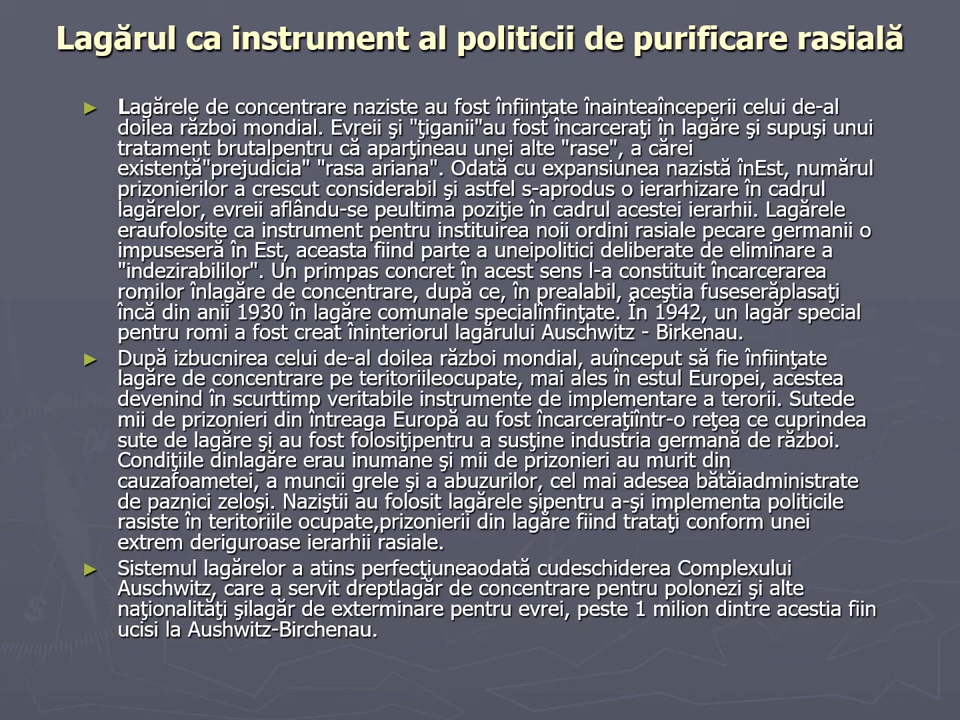 Lagărul ca instrument al politicii de purificare rasială
► Lagărele de concentrare naziste au fost înfiinţate înainteaînceperii celui de-al
doilea război mondial. Evreii şi "ţiganii"au fost încarceraţi în lagăre şi supuşi unui
tratament brutalpentru că aparţineau unei alte "rase", a cărei
existenţă"prejudicia" "rasa ariana". Odată cu expansiunea nazistă înEst, numărul
prizonierilor a crescut considerabil şi astfel s-aprodus o ierarhizare în cadrul
lagărelor, evreii aflându-se peultima poziţie în cadrul acestei ierarhii. Lagărele
eraufolosite ca instrument pentru instituirea noii ordini rasiale pecare germanii o
impuseseră în Est, aceasta fiind parte a uneipolitici deliberate de eliminare a
"indezirabililor". Un primpas concret în acest sens l-a constituit încarcerarea
romilor înlagăre de concentrare, după ce, în prealabil, aceştia fuseserăplasaţi
încă din anii 1930 în lagăre comunale specialînfinţate. În 1942, un lagăr special
pentru romi a fost creat îninteriorul lagărului Auschwitz - Birkenau.
► După izbucnirea celui de-al doilea război mondial, auînceput să fie înfiinţate
lagăre de concentrare pe teritoriileocupate, mai ales în estul Europei, acestea
devenind în scurttimp veritabile instrumente de implementare a terorii. Sutede
mii de prizonieri din întreaga Europă au fost încarceraţiîntr-o reţea ce cuprindea
sute de lagăre şi au fost folosiţipentru a susţine industria germană de război.
Condiţiile dinlagăre erau inumane şi mii de prizonieri au murit din
cauzafoametei, a muncii grele şi a abuzurilor, cel mai adesea bătăiadministrate
de paznici zeloşi. Naziştii au folosit lagărele şipentru a-şi implementa politicile
rasiste în teritoriile ocupate,prizonierii din lagăre fiind trataţi conform unei
extrem deriguroase ierarhii rasiale.
► Sistemul lagărelor a atins perfecţiuneaodată cudeschiderea Complexului
Auschwitz, care a servit dreptlagăr de concentrare pentru polonezi şi alte
naţionalităţi şilagăr de exterminare pentru evrei, peste 1 milion dintre acestia fiin
ucisi la Aushwitz-Birchenau.